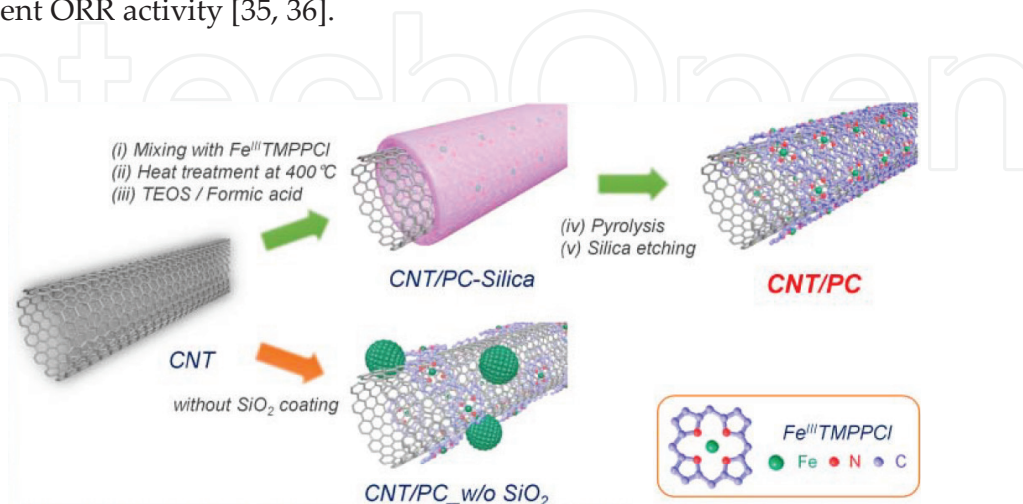 ent ORR activity [35, 36].
(i) Mixing with Fe^III TMPPCl
(ii) Heat treatment at 400 °C
(iii) TEOS / Formic acid
(iv) Pyrolysis
(v) Silica etching
CNT/PC-Silica
CNT/PC
CNT
without SiO₂ coating
Fe^III TMPPCl
Fe N C
CNT/PC_w/o SiO₂